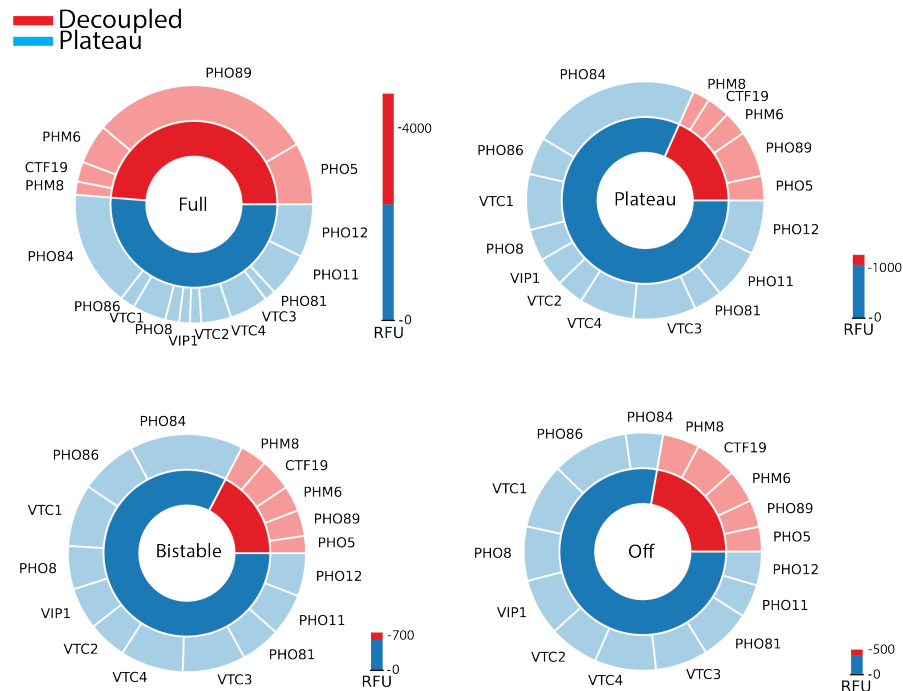 Decoupled
Plateau
PHO89
PHM6
CTF19
PHM8
PHO5
Full
PHO84
PHO12
PHO11
PHO86
PHO81
VTC1
VTC3
PHO8
VTC4
VIP1
VTC2
-4000
-0
RFU
PHO84
PHM8
CTF19
PHM6
PHO86
PHO89
VTC1
PHO5
Plateau
PHO12
PHO8
VIP1
PHO11
VTC2
PHO81
VTC4
VTC3
-1000
-0
RFU
PHO84
PHM8
PHO86
CTF19
PHM6
VTC1
PHO89
PHO5
Bistable
PHO8
PHO12
VIP1
PHO11
VTC2
PHO81
VTC4
VTC3
-700
-0
RFU
PHO84
PHM8
PHO86
CTF19
VTC1
PHM6
PHO89
PHO5
Off
PHO8
PHO12
VIP1
PHO11
PHO81
VTC2
VTC3
VTC4
-500
-0
RFU